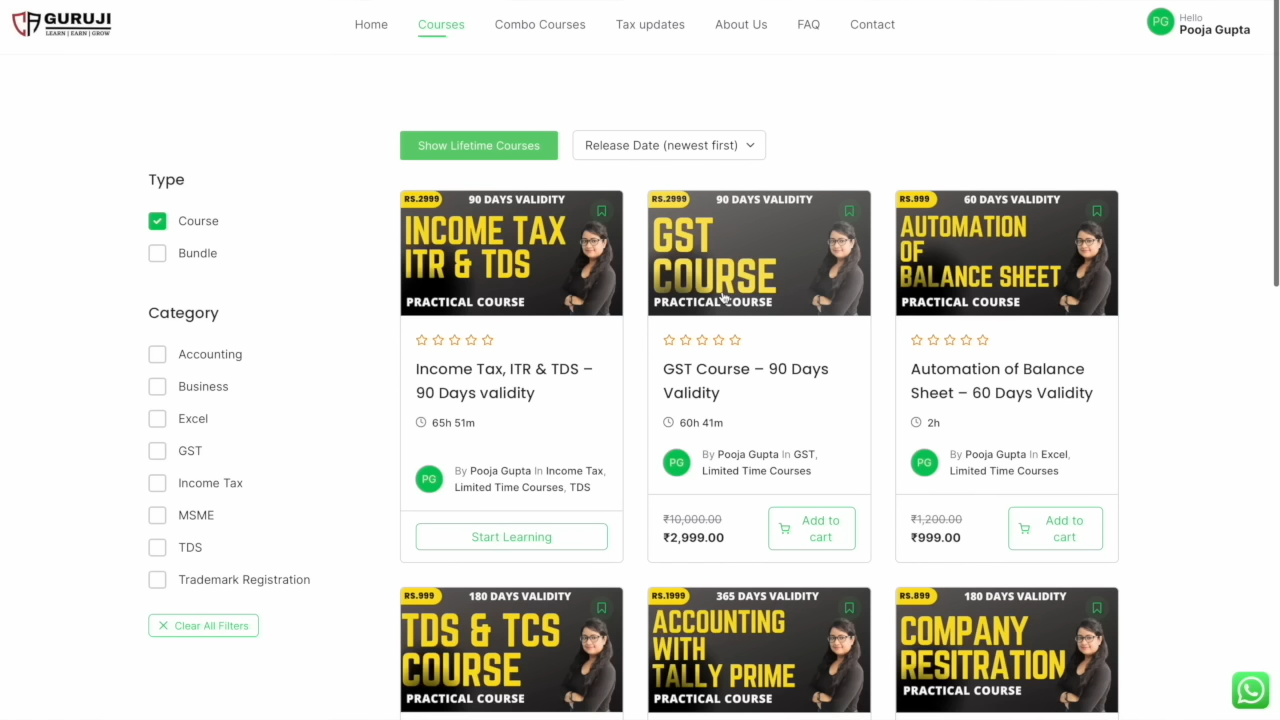 GURUJI
LEARN | EARN | GROW
Home
Courses
Combo Courses
Tax updates
About Us
FAQ
Contact
PG
Hello
Pooja Gupta
Show Lifetime Courses
Release Date (newest first)
Type
Course
Bundle
Category
Accounting
Business
Excel
GST
Income Tax
MSME
TDS
Trademark Registration
Clear All Filters
RS.2999
90 DAYS VALIDITY
INCOME TAX
ITR & TDS
PRACTICAL COURSE
Income Tax, ITR & TDS –
90 Days validity
65h 51m
PG
By Pooja Gupta In Income Tax,
Limited Time Courses, TDS
Start Learning
RS.2999
90 DAYS VALIDITY
GST
COURSE
PRACTICAL COURSE
GST Course – 90 Days
Validity
60h 41m
PG
By Pooja Gupta In GST,
Limited Time Courses
₹10,000.00
₹2,999.00
Add to
cart
RS.999
60 DAYS VALIDITY
AUTOMATION
OF
BALANCE SHEET
PRACTICAL COURSE
Automation of Balance
Sheet – 60 Days Validity
2h
PG
By Pooja Gupta In Excel,
Limited Time Courses
₹1,200.00
₹999.00
Add to
cart
RS.999
180 DAYS VALIDITY
TDS & TCS
COURSE
PRACTICAL COURSE
RS.1999
365 DAYS VALIDITY
ACCOUNTING
WITH
TALLY PRIME
PRACTICAL COURSE
RS.899
180 DAYS VALIDITY
COMPANY
RESITRATION
PRACTICAL COURSE